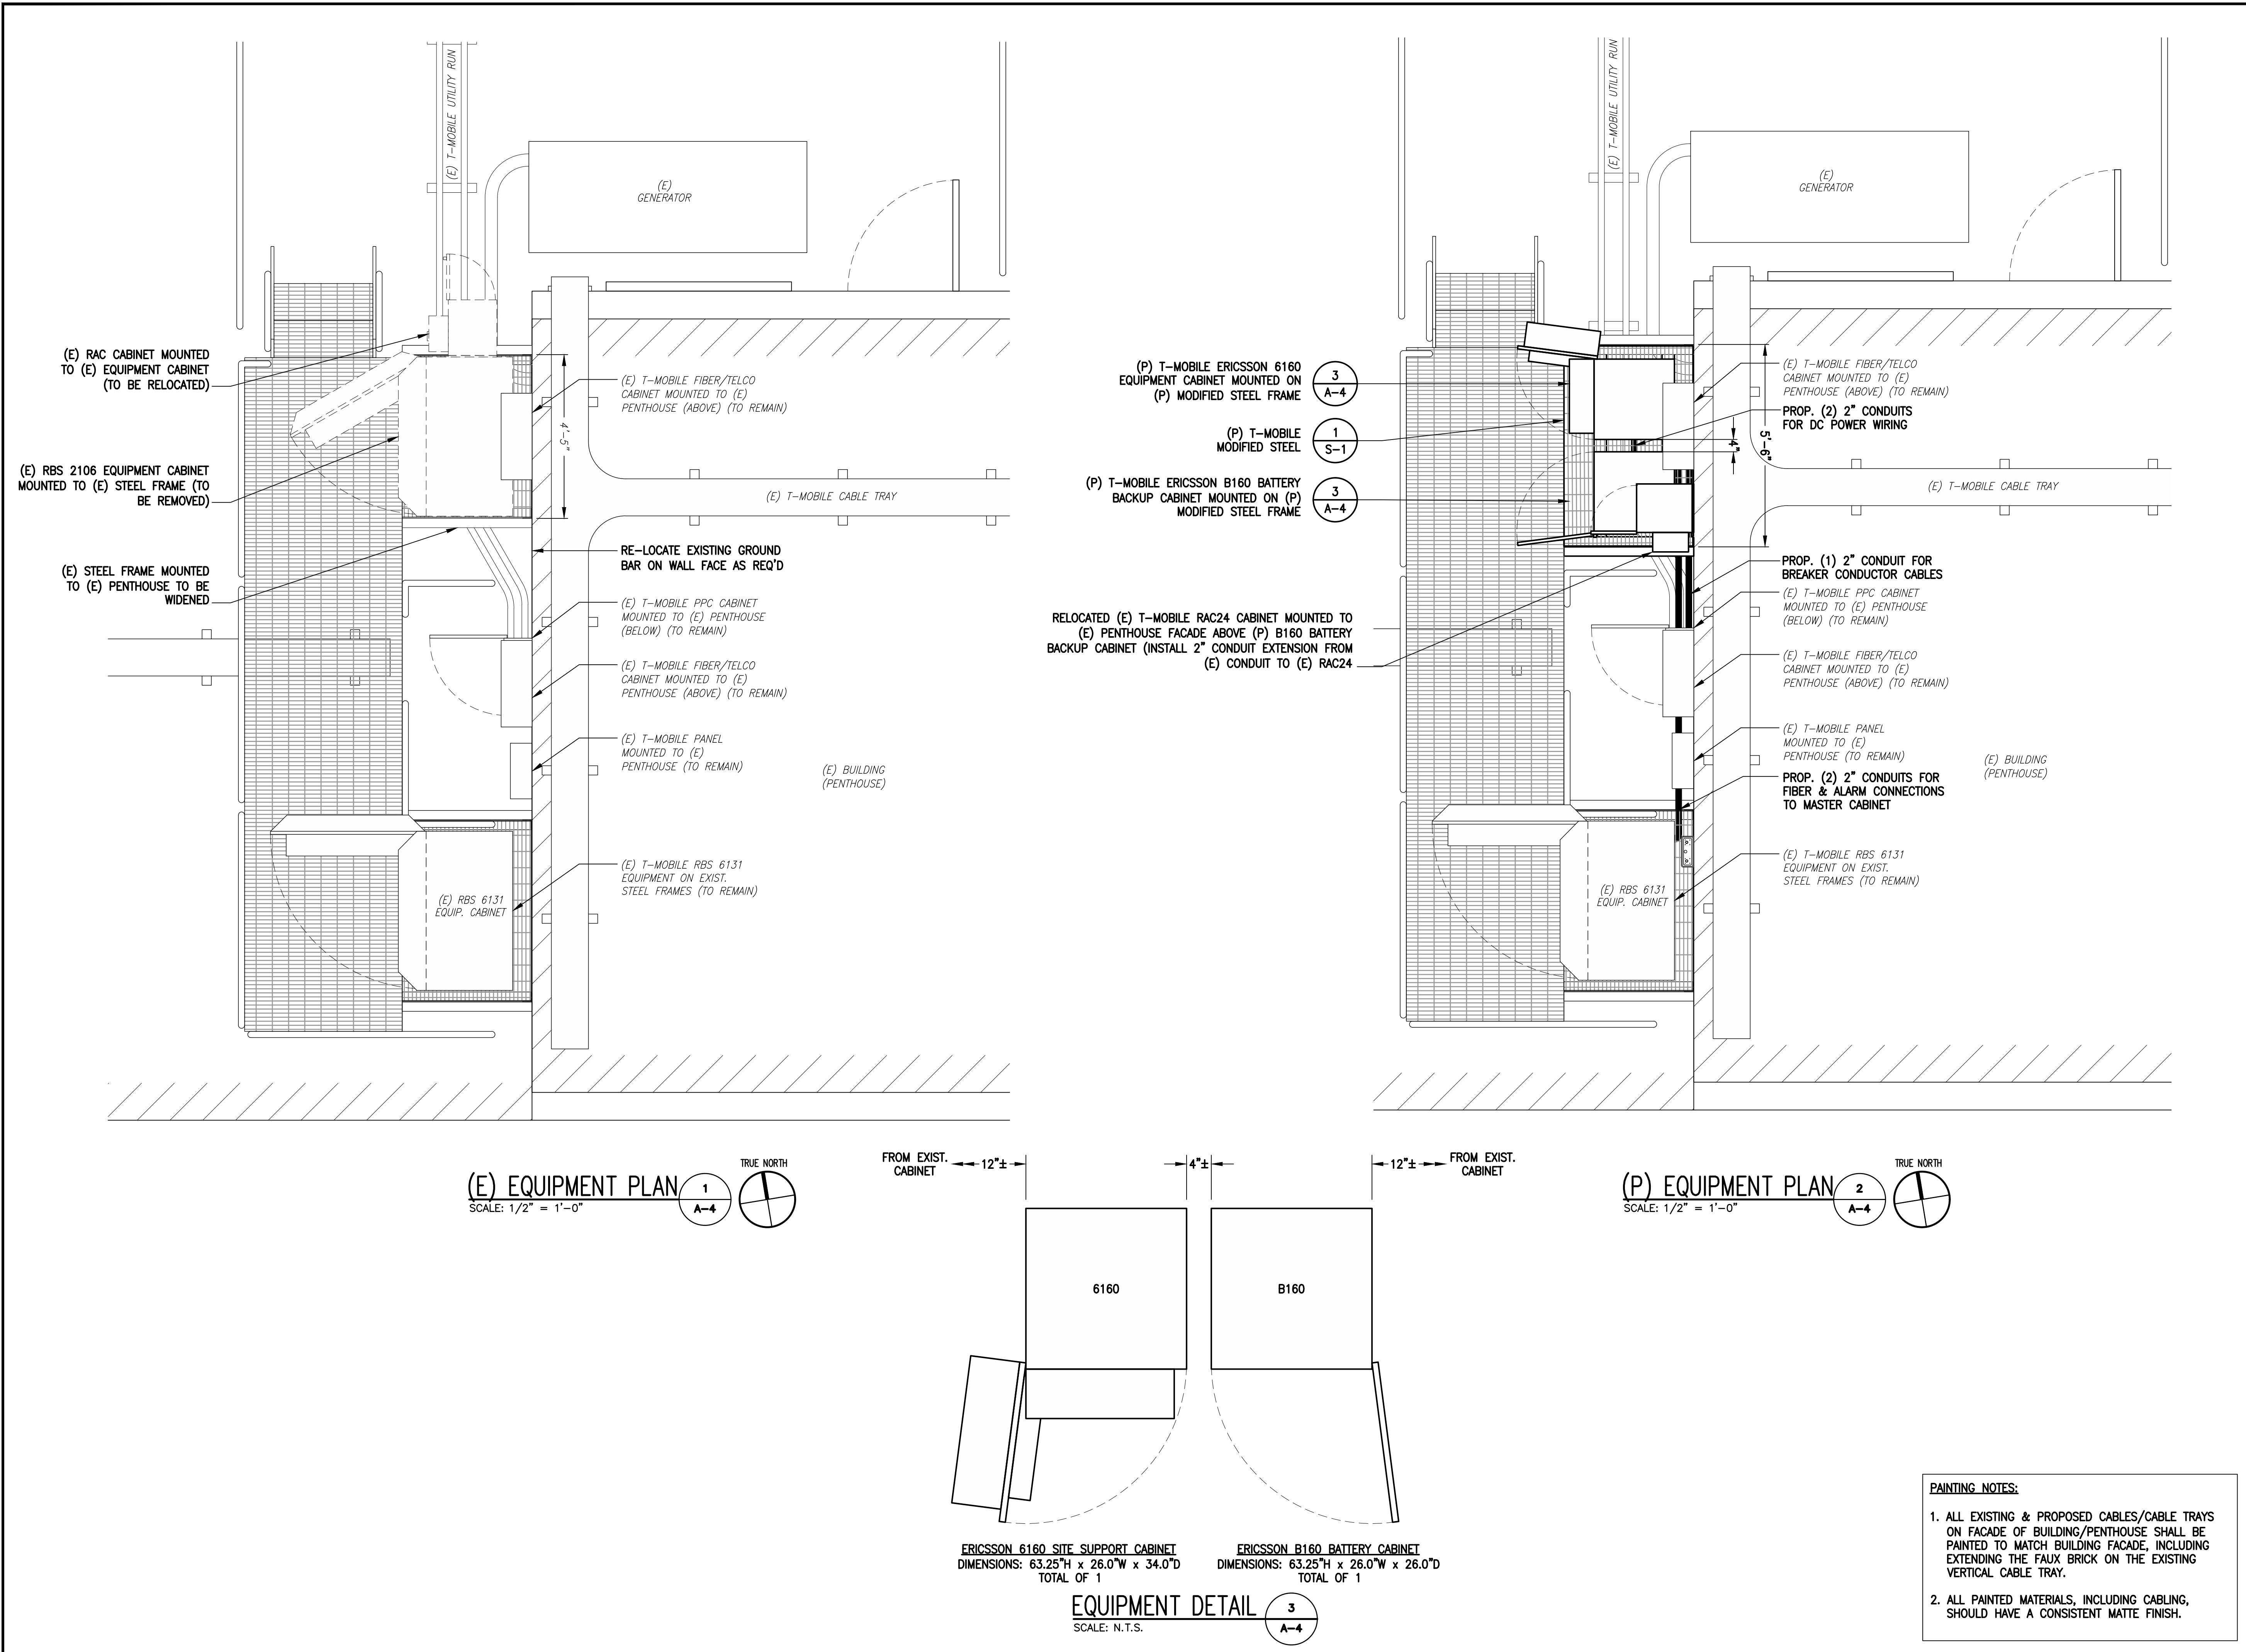 (E) T-MOBILE UTILITY RUN
(E)
GENERATOR
(E) RAC CABINET MOUNTED
TO (E) EQUIPMENT CABINET
(TO BE RELOCATED)
(E) RBS 2106 EQUIPMENT CABINET
MOUNTED TO (E) STEEL FRAME (TO
BE REMOVED)
(E) STEEL FRAME MOUNTED
TO (E) PENTHOUSE TO BE
WIDENED
(E) T-MOBILE FIBER/TELCO
CABINET MOUNTED TO (E)
PENTHOUSE (ABOVE) (TO REMAIN)
4'-5"
(E) T-MOBILE CABLE TRAY
RE-LOCATE EXISTING GROUND
BAR ON WALL FACE AS REQ'D
(E) T-MOBILE PPC CABINET
MOUNTED TO (E) PENTHOUSE
(BELOW) (TO REMAIN)
(E) T-MOBILE FIBER/TELCO
CABINET MOUNTED TO (E)
PENTHOUSE (ABOVE) (TO REMAIN)
(E) T-MOBILE PANEL
MOUNTED TO (E)
PENTHOUSE (TO REMAIN)
(E) BUILDING
(PENTHOUSE)
(E) T-MOBILE RBS 6131
EQUIPMENT ON EXIST.
STEEL FRAMES (TO REMAIN)
(E) RBS 6131
EQUIP. CABINET
(E) EQUIPMENT PLAN
SCALE: 1/2" = 1'-0"
1
A-4
TRUE NORTH
(E) T-MOBILE UTILITY RUN
(E)
GENERATOR
(P) T-MOBILE ERICSSON 6160
EQUIPMENT CABINET MOUNTED ON
(P) MODIFIED STEEL FRAME
3
A-4
(P) T-MOBILE
MODIFIED STEEL
1
S-1
(P) T-MOBILE ERICSSON B160 BATTERY
BACKUP CABINET MOUNTED ON (P)
MODIFIED STEEL FRAME
3
A-4
RELOCATED (E) T-MOBILE RAC24 CABINET MOUNTED TO
(E) PENTHOUSE FACADE ABOVE (P) B160 BATTERY
BACKUP CABINET (INSTALL 2" CONDUIT EXTENSION FROM
(E) CONDUIT TO (E) RAC24
(E) T-MOBILE FIBER/TELCO
CABINET MOUNTED TO (E)
PENTHOUSE (ABOVE) (TO REMAIN)
PROP. (2) 2" CONDUITS
FOR DC POWER WIRING
4"
5'-6"
(E) T-MOBILE CABLE TRAY
PROP. (1) 2" CONDUIT FOR
BREAKER CONDUCTOR CABLES
(E) T-MOBILE PPC CABINET
MOUNTED TO (E) PENTHOUSE
(BELOW) (TO REMAIN)
(E) T-MOBILE FIBER/TELCO
CABINET MOUNTED TO (E)
PENTHOUSE (ABOVE) (TO REMAIN)
(E) T-MOBILE PANEL
MOUNTED TO (E)
PENTHOUSE (TO REMAIN)
(E) BUILDING
(PENTHOUSE)
PROP. (2) 2" CONDUITS FOR
FIBER & ALARM CONNECTIONS
TO MASTER CABINET
(E) T-MOBILE RBS 6131
EQUIPMENT ON EXIST.
STEEL FRAMES (TO REMAIN)
(E) RBS 6131
EQUIP. CABINET
(P) EQUIPMENT PLAN
SCALE: 1/2" = 1'-0"
2
A-4
TRUE NORTH
FROM EXIST.
CABINET
12"±
4"±
12"±
FROM EXIST.
CABINET
6160
B160
ERICSSON 6160 SITE SUPPORT CABINET
DIMENSIONS: 63.25"H x 26.0"W x 34.0"D
TOTAL OF 1
ERICSSON B160 BATTERY CABINET
DIMENSIONS: 63.25"H x 26.0"W x 26.0"D
TOTAL OF 1
EQUIPMENT DETAIL
SCALE: N.T.S.
3
A-4
PAINTING NOTES:
1. ALL EXISTING & PROPOSED CABLES/CABLE TRAYS
ON FACADE OF BUILDING/PENTHOUSE SHALL BE
PAINTED TO MATCH BUILDING FACADE, INCLUDING
EXTENDING THE FAUX BRICK ON THE EXISTING
VERTICAL CABLE TRAY.
2. ALL PAINTED MATERIALS, INCLUDING CABLING,
SHOULD HAVE A CONSISTENT MATTE FINISH.